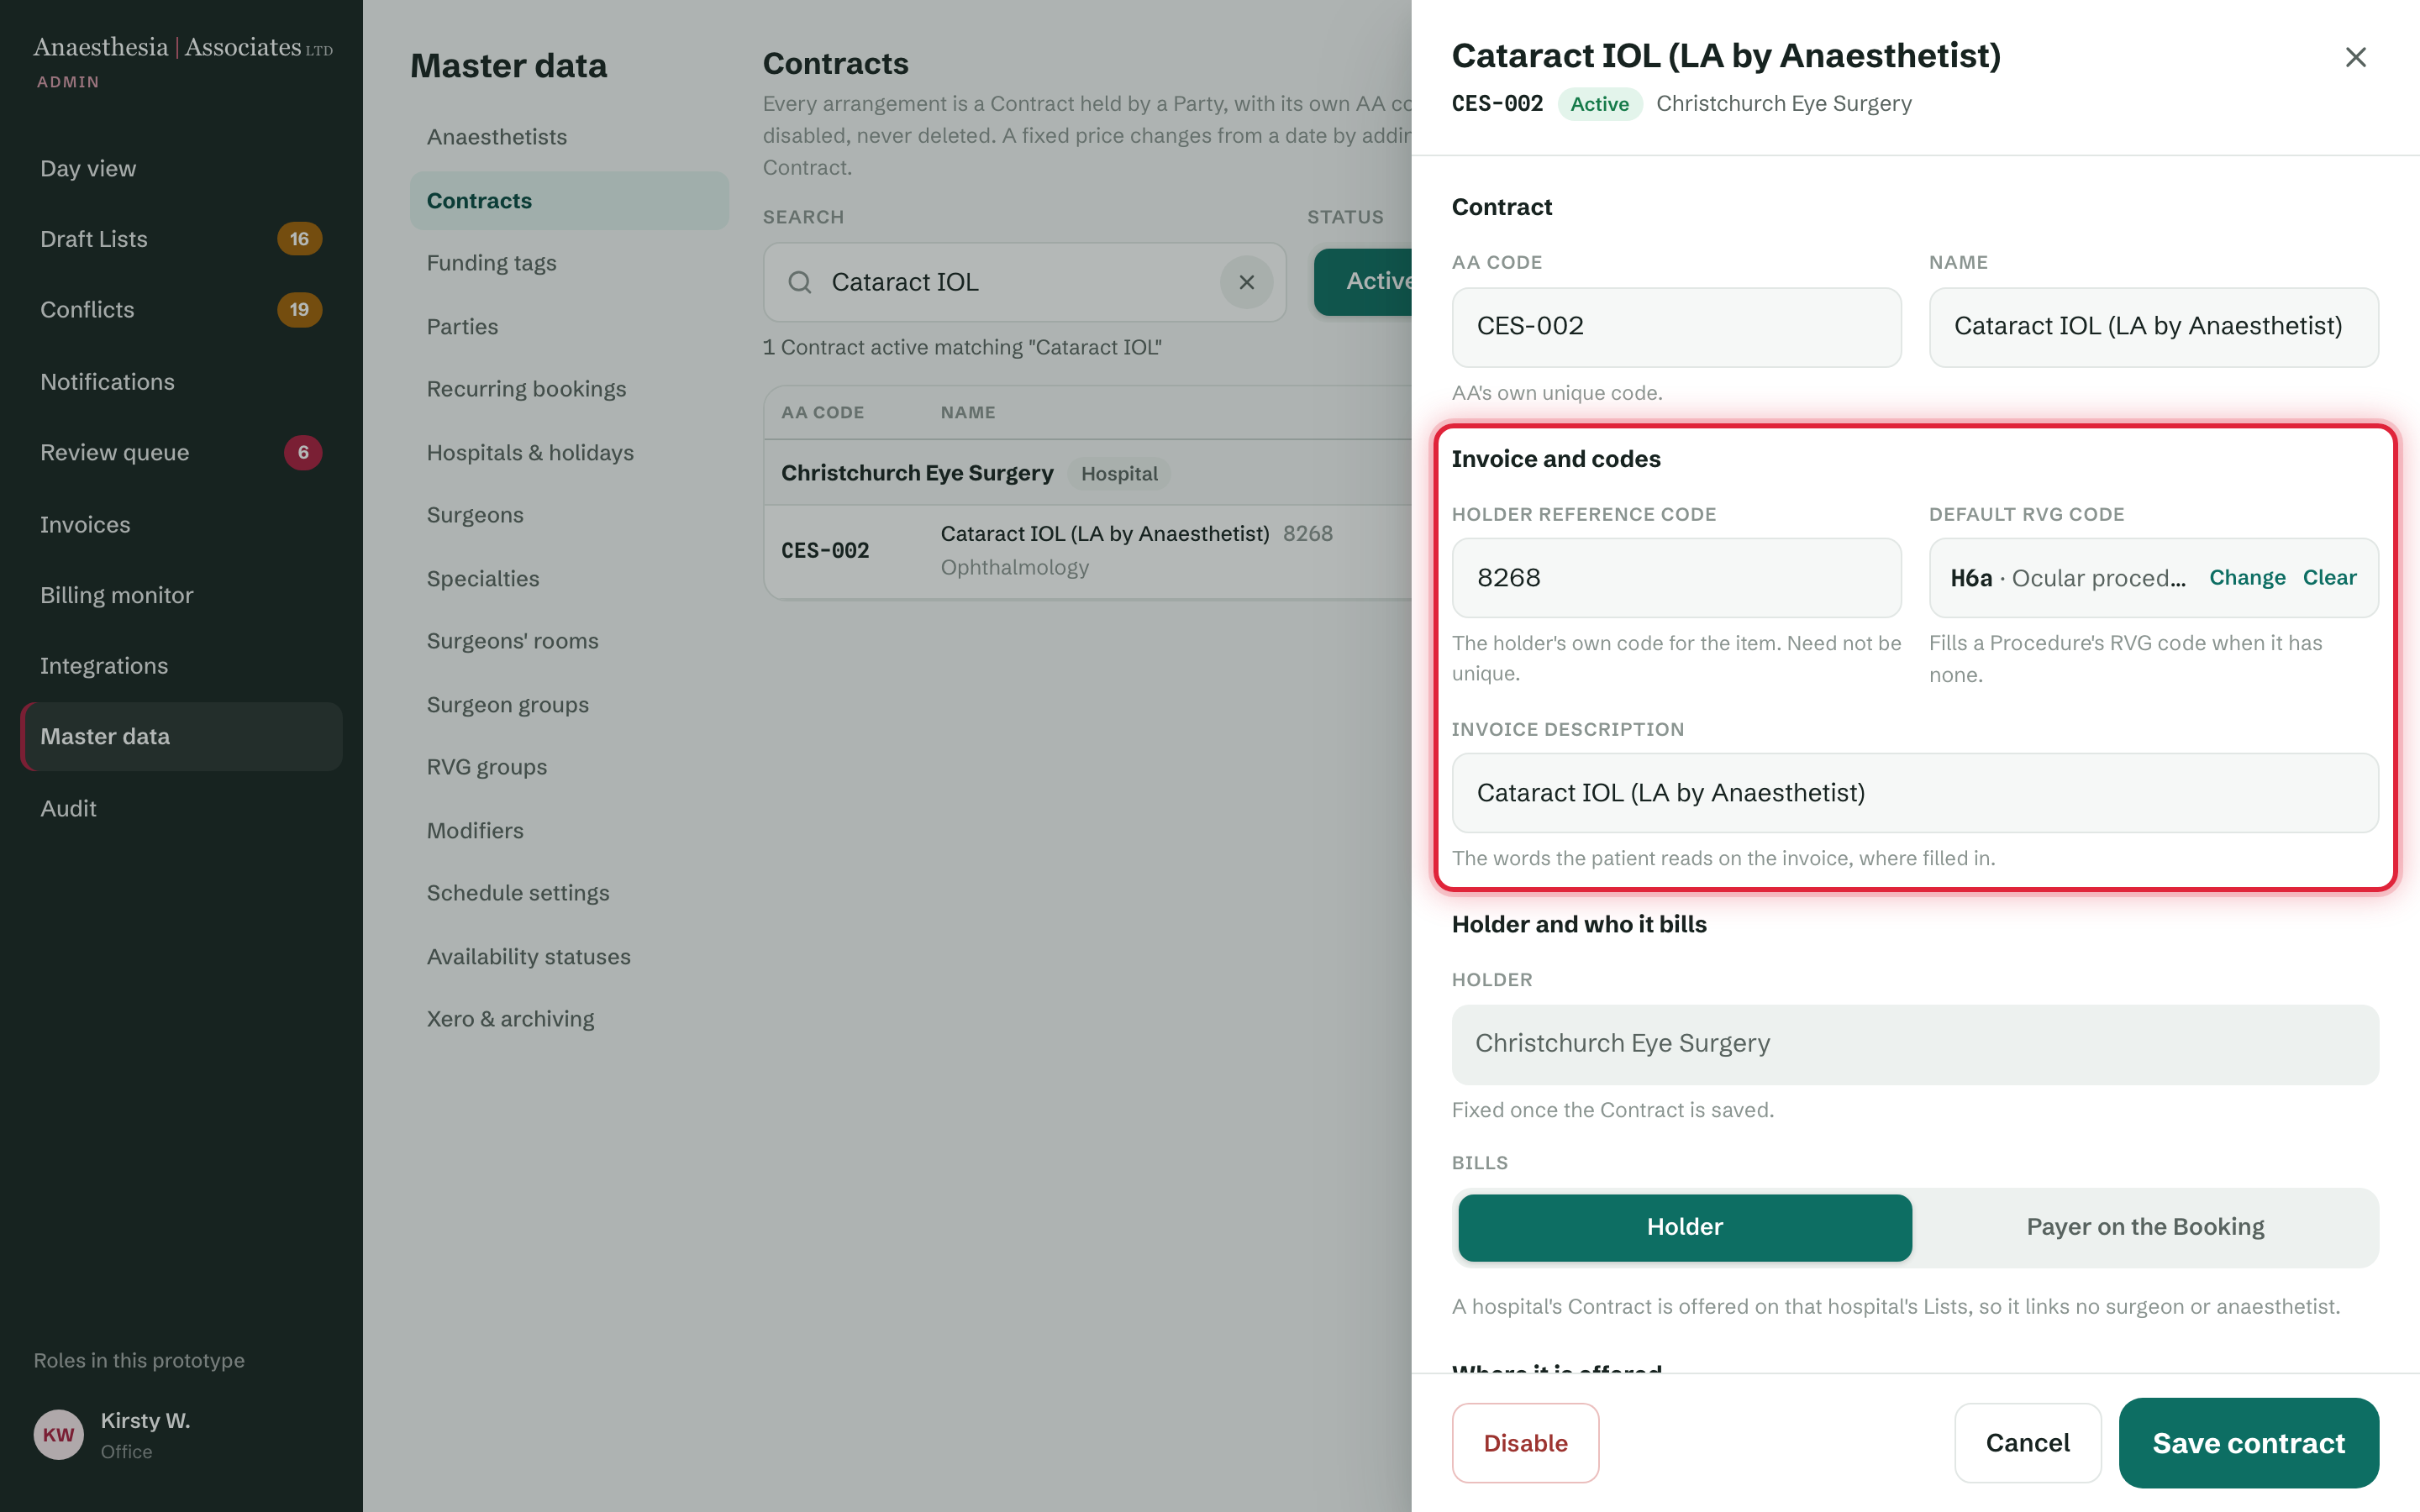 Anaesthesia | Associates LTD
ADMIN
Day view
Draft Lists 16
Conflicts 19
Notifications
Review queue 6
Invoices
Billing monitor
Integrations
Master data
Audit
Roles in this prototype
KW
Kirsty W.
Office
Master data
Anaesthetists
Contracts
Funding tags
Parties
Recurring bookings
Hospitals & holidays
Surgeons
Specialties
Surgeons' rooms
Surgeon groups
RVG groups
Modifiers
Schedule settings
Availability statuses
Xero & archiving
Contracts
Every arrangement is a Contract held by a Party, with its own AA co
disabled, never deleted. A fixed price changes from a date by addin
Contract.
SEARCH
STATUS
Cataract IOL
Active
1 Contract active matching "Cataract IOL"
AA CODE NAME
Christchurch Eye Surgery Hospital
CES-002
Cataract IOL (LA by Anaesthetist) 8268
Ophthalmology
Cataract IOL (LA by Anaesthetist)
CES-002 Active Christchurch Eye Surgery
Contract
AA CODE
CES-002
AA's own unique code.
NAME
Cataract IOL (LA by Anaesthetist)
Invoice and codes
HOLDER REFERENCE CODE
8268
The holder's own code for the item. Need not be
unique.
DEFAULT RVG CODE
H6a · Ocular proced... Change Clear
Fills a Procedure's RVG code when it has
none.
INVOICE DESCRIPTION
Cataract IOL (LA by Anaesthetist)
The words the patient reads on the invoice, where filled in.
Holder and who it bills
HOLDER
Christchurch Eye Surgery
Fixed once the Contract is saved.
BILLS
Holder
Payer on the Booking
A hospital's Contract is offered on that hospital's Lists, so it links no surgeon or anaesthetist.
Where it is offered
Disable
Cancel
Save contract